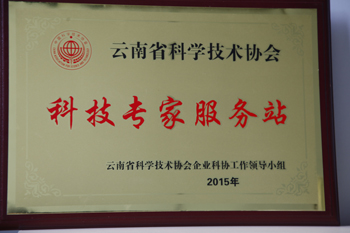 云南省科学技术协会
科技专家服务站
云南省科学技术协会企业科协工作领导小组
2015年